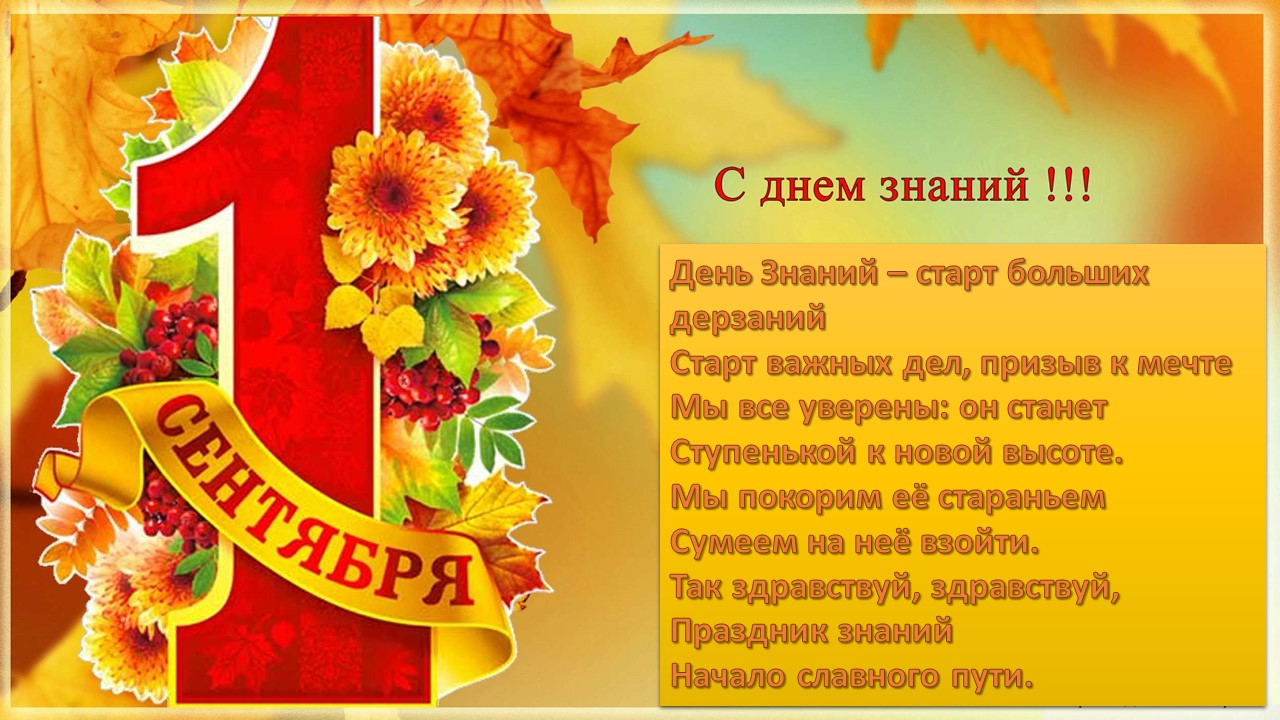 СЕНТЯБРЯ
С днем знаний !!!
День Знаний – старт больших
дерзаний
Старт важных дел, призыв к мечте
Мы все уверены: он станет
Ступенькой к новой высоте.
Мы покорим её стараньем
Сумеем на неё взойти.
Так здравствуй, здравствуй,
Праздник знаний
Начало славного пути.